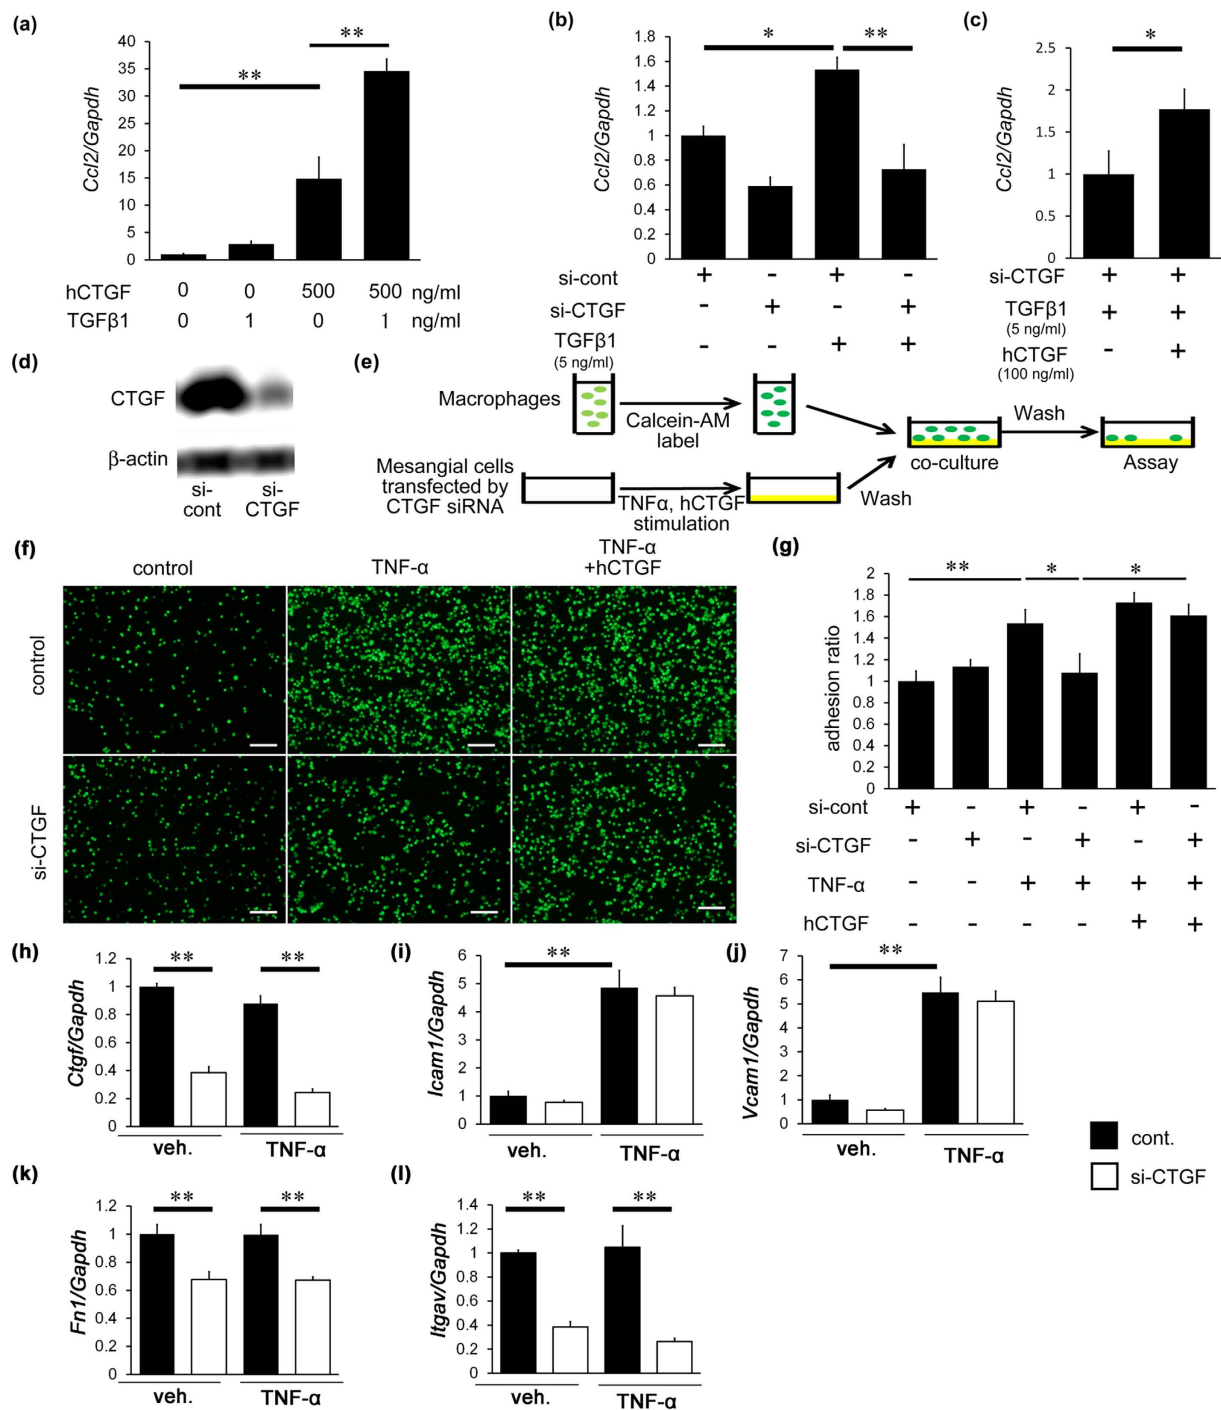 (a)
Ccl2/Gapdh
40
35
30
25
20
15
10
5
0
**
**
hCTGF 0 0 500 500 ng/ml
TGFβ1 0 1 0 1 ng/ml
(b)
Ccl2/Gapdh
1.8
1.6
1.4
1.2
1
0.8
0.6
0.4
0.2
0
*
**
si-cont + - + -
si-CTGF - + - +
TGFβ1 - - + +
(5 ng/ml)
(c)
Ccl2/Gapdh
2.5
2
1.5
1
0.5
0
*
si-CTGF + +
TGFβ1 + +
(5 ng/ml)
hCTGF - +
(100 ng/ml)
(d)
CTGF
β-actin
si-
cont
si-
CTGF
(e)
Macrophages
Calcein-AM
label
Mesangial cells
transfected by
CTGF siRNA
TNFα, hCTGF
stimulation
Wash
co-culture
Wash
Assay
(f)
control
TNF-α
TNF-α
+hCTGF
control
si-CTGF
(g)
adhesion ratio
2
1.8
1.6
1.4
1.2
1
0.8
0.6
0.4
0.2
0
**
*
*
si-cont + - + - + -
si-CTGF - + - + - +
TNF-α - - + + + +
hCTGF - - - - + +
(h)
Ctgf/Gapdh
1.2
1
0.8
0.6
0.4
0.2
0
**
**
veh.
TNF-α
(i)
Icam1/Gapdh
6
5
4
3
2
1
0
**
veh.
TNF-α
(j)
Vcam1/Gapdh
7
6
5
4
3
2
1
0
**
veh.
TNF-α
cont.
si-CTGF
(k)
Fn1/Gapdh
1.2
1
0.8
0.6
0.4
0.2
0
**
**
veh.
TNF-α
(l)
Itgav/Gapdh
1.4
1.2
1
0.8
0.6
0.4
0.2
0
**
**
veh.
TNF-α